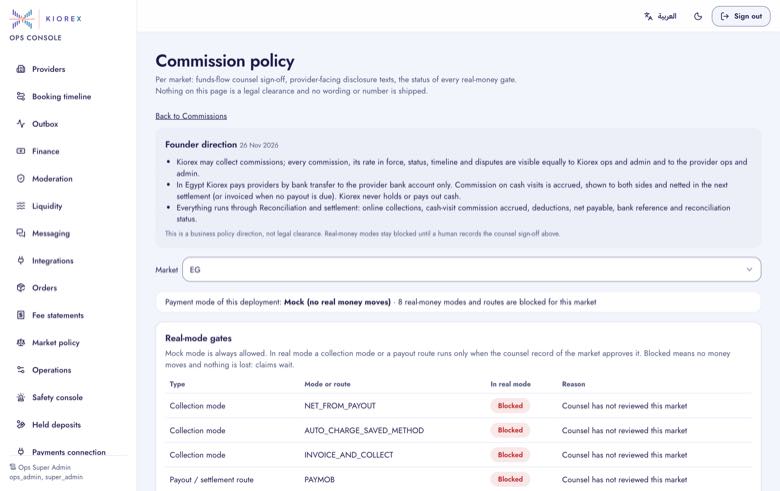 KIOREX
OPS CONSOLE
Providers
Booking timeline
Outbox
Finance
Moderation
Liquidity
Messaging
Integrations
Orders
Fee statements
Market policy
Operations
Safety console
Held deposits
Payments connection
Ops Super Admin
ops_admin, super_admin
العربية
Sign out
Commission policy
Per market: funds-flow counsel sign-off, provider-facing disclosure texts, the status of every real-money gate.
Nothing on this page is a legal clearance and no wording or number is shipped.
Back to Commissions
Founder direction 26 Nov 2026
Kiorex may collect commissions; every commission, its rate in force, status, timeline and disputes are visible equally to Kiorex ops and admin and to the provider ops and
admin.
In Egypt Kiorex pays providers by bank transfer to the provider bank account only. Commission on cash visits is accrued, shown to both sides and netted in the next
settlement (or invoiced when no payout is due). Kiorex never holds or pays out cash.
Everything runs through Reconciliation and settlement: online collections, cash-visit commission accrued, deductions, net payable, bank reference and reconciliation
status.
This is a business policy direction, not legal clearance. Real-money modes stay blocked until a human records the counsel sign-off above.
Market EG
Payment mode of this deployment: Mock (no real money moves) · 8 real-money modes and routes are blocked for this market
Real-mode gates
Mock mode is always allowed. In real mode a collection mode or a payout route runs only when the counsel record of the market approves it. Blocked means no money
moves and nothing is lost: claims wait.
Type Mode or route In real mode Reason
Collection mode NET_FROM_PAYOUT Blocked Counsel has not reviewed this market
Collection mode AUTO_CHARGE_SAVED_METHOD Blocked Counsel has not reviewed this market
Collection mode INVOICE_AND_COLLECT Blocked Counsel has not reviewed this market
Payout / settlement route PAYMOB Blocked Counsel has not reviewed this market